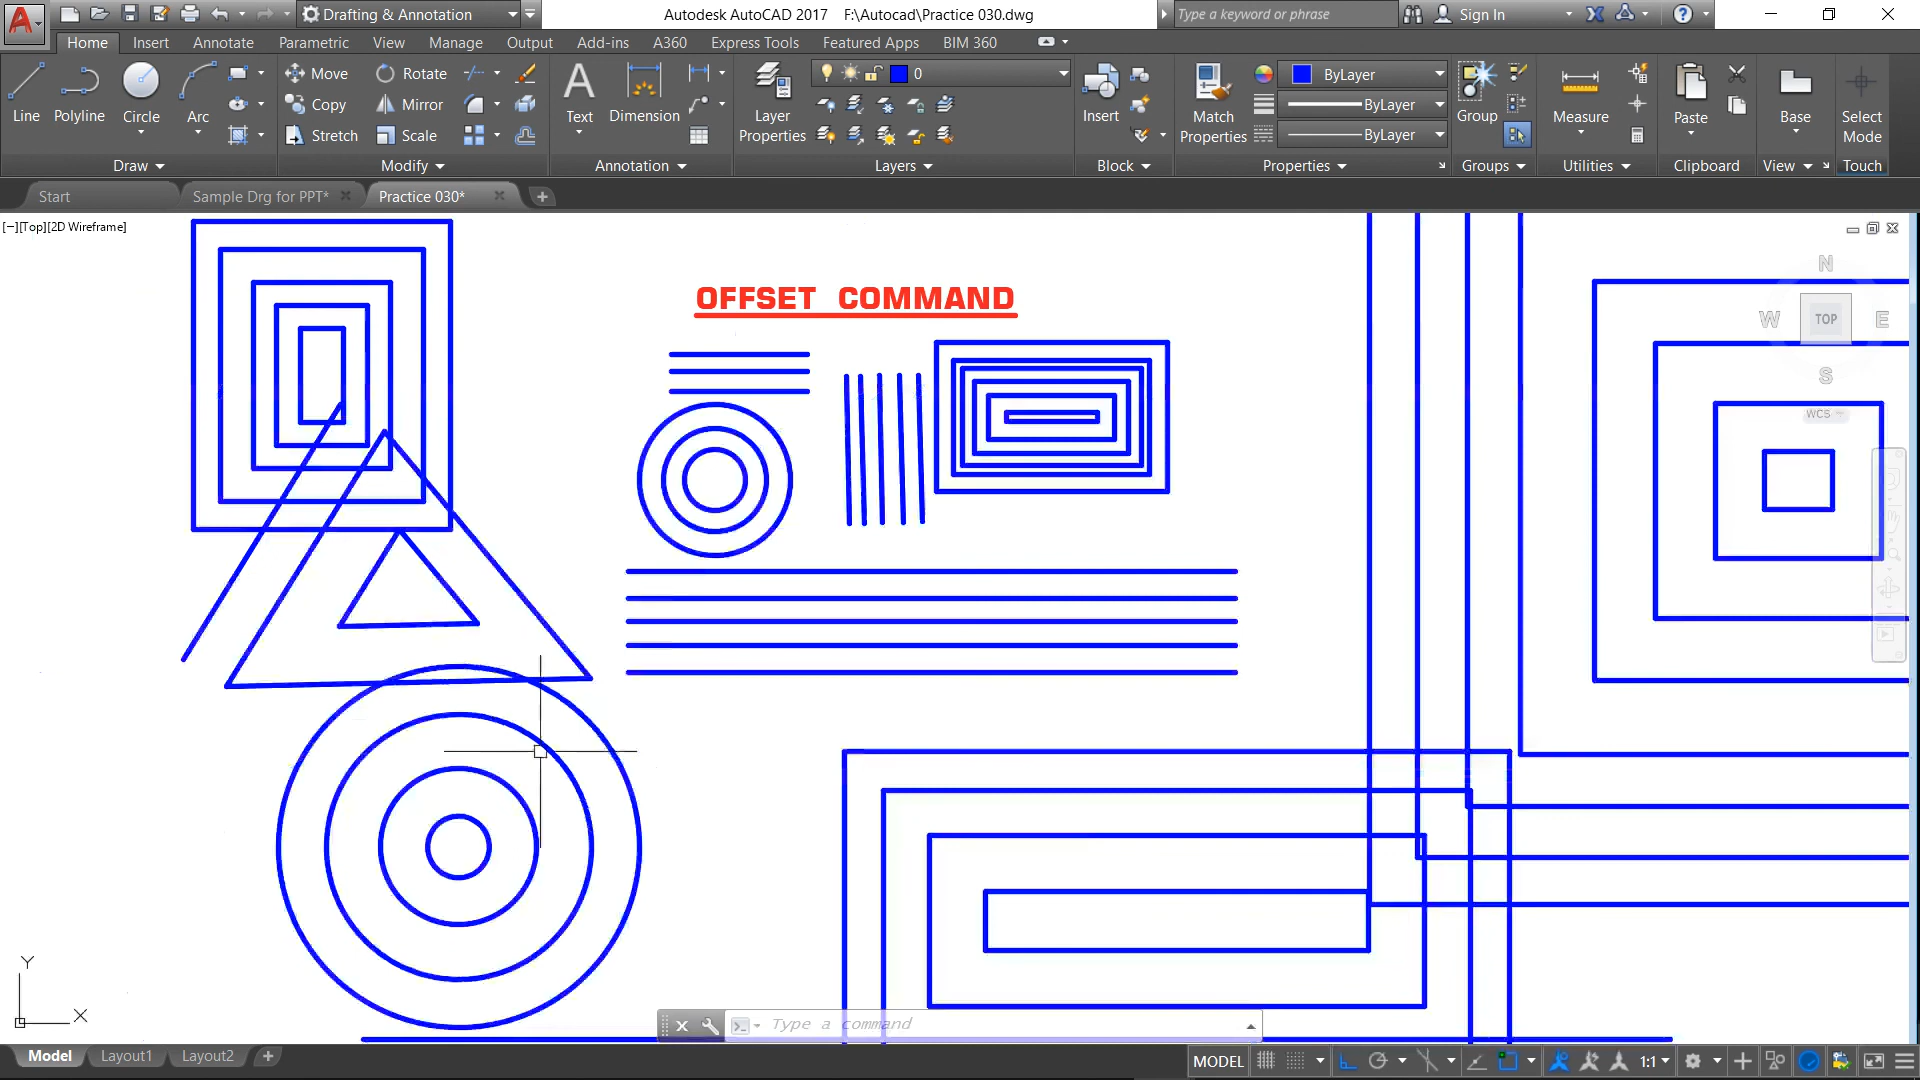 Drafting & Annotation
Autodesk AutoCAD 2017 F:\Autocad\Practice 030.dwg
Type a keyword or phrase
Sign In
Home Insert Annotate Parametric View Manage Output Add-ins A360 Express Tools Featured Apps BIM 360
Line Polyline Circle Arc
Move Rotate
Copy Mirror
Stretch Scale
Text Dimension
Layer Properties
0
Insert
Match Properties
ByLayer
ByLayer
ByLayer
Group
Measure
Paste
Base
Select Mode
Draw Modify Annotation Layers Block Properties Groups Utilities Clipboard View Touch
Start Sample Drg for PPT* Practice 030*
[−][Top][2D Wireframe]
OFFSET COMMAND
N
W TOP E
S
WCS
Y
X
Type a command
Model Layout1 Layout2
MODEL 1:1